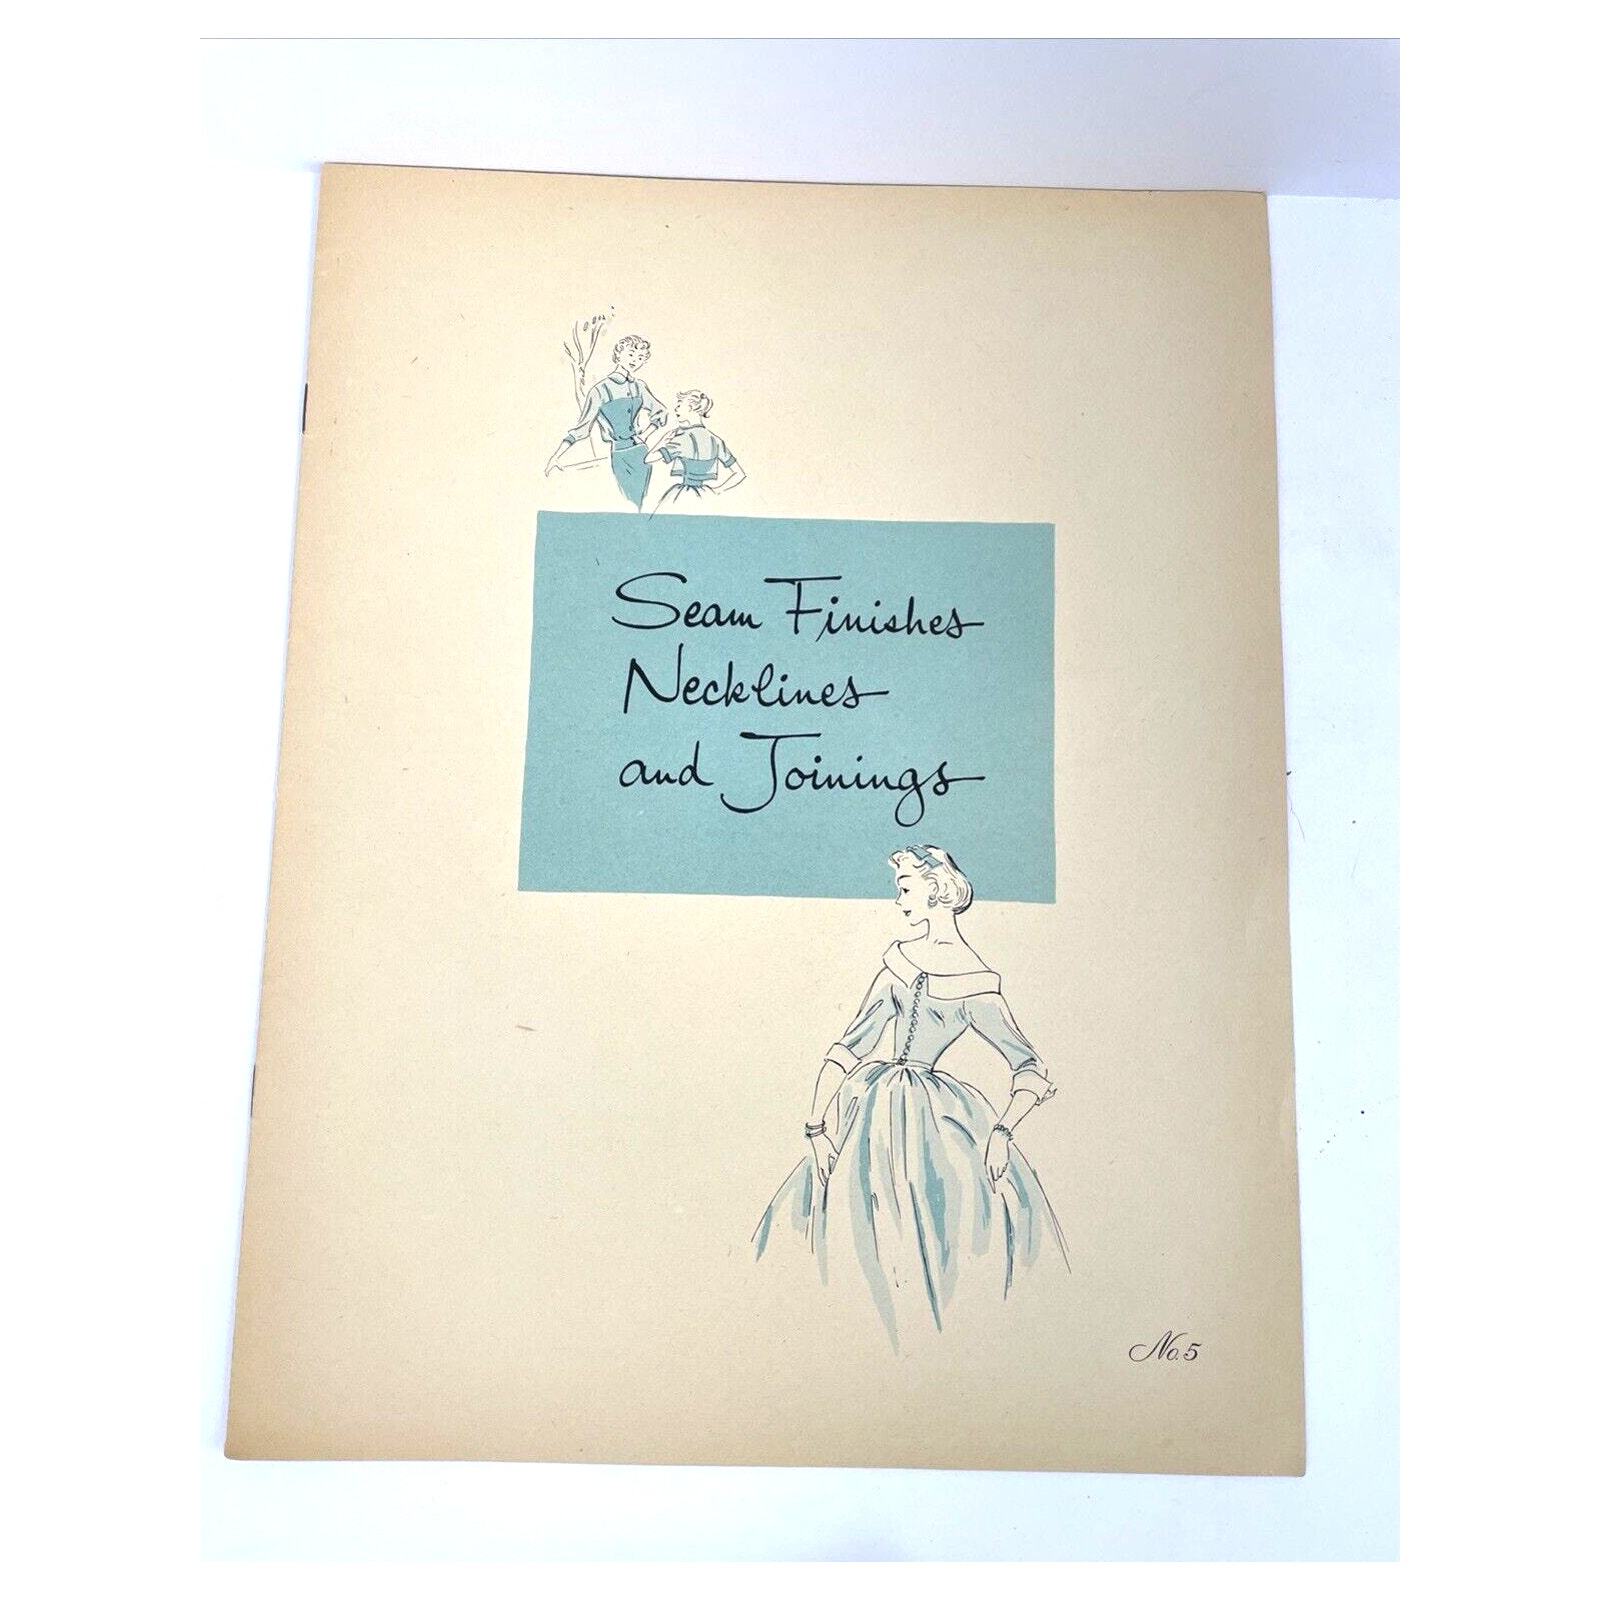 Seam Finishes
Necklines
and Joinings
No. 5